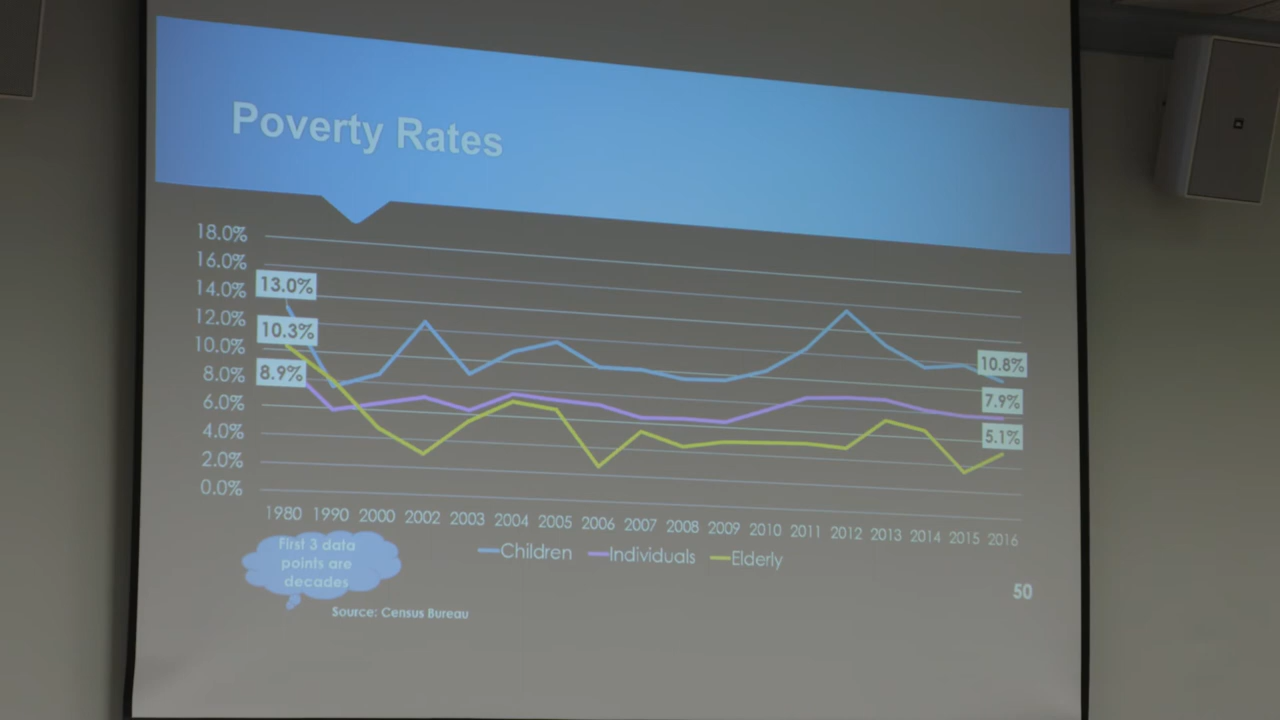 Poverty Rates
18.0%
16.0%
14.0%
12.0%
10.0%
8.0%
6.0%
4.0%
2.0%
0.0%
13.0%
10.3%
8.9%
10.8%
7.9%
5.1%
1980 1990 2000 2002 2003 2004 2005 2006 2007 2008 2009 2010 2011 2012 2013 2014 2015 2016
Children Individuals Elderly
First 3 data
points are
decades
50
Source: Census Bureau